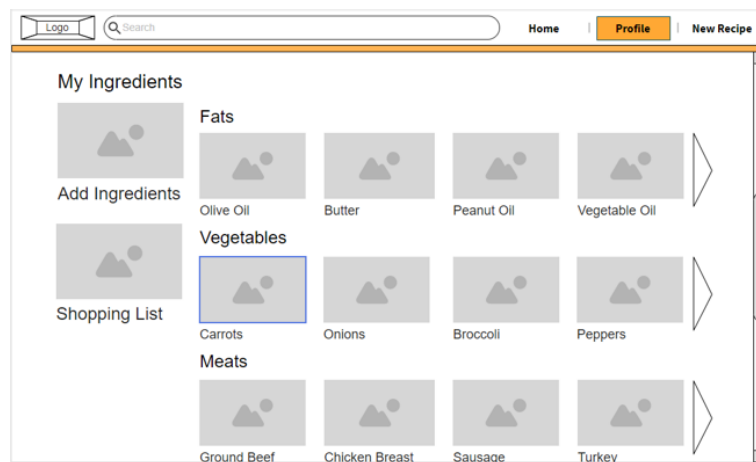 Logo
Search
Home
Profile
New Recipe
My Ingredients
Add Ingredients
Shopping List
Fats
Olive Oil
Butter
Peanut Oil
Vegetable Oil
Vegetables
Carrots
Onions
Broccoli
Peppers
Meats
Ground Beef
Chicken Breast
Sausage
Turkey